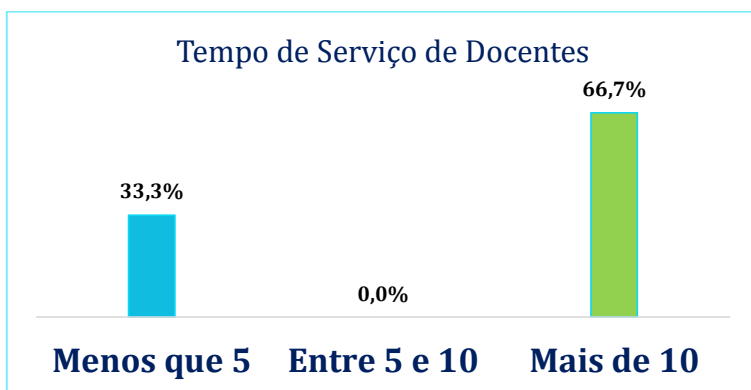 Tempo de Serviço de Docentes
66,7%
33,3%
0,0%
Menos que 5 Entre 5 e 10 Mais de 10